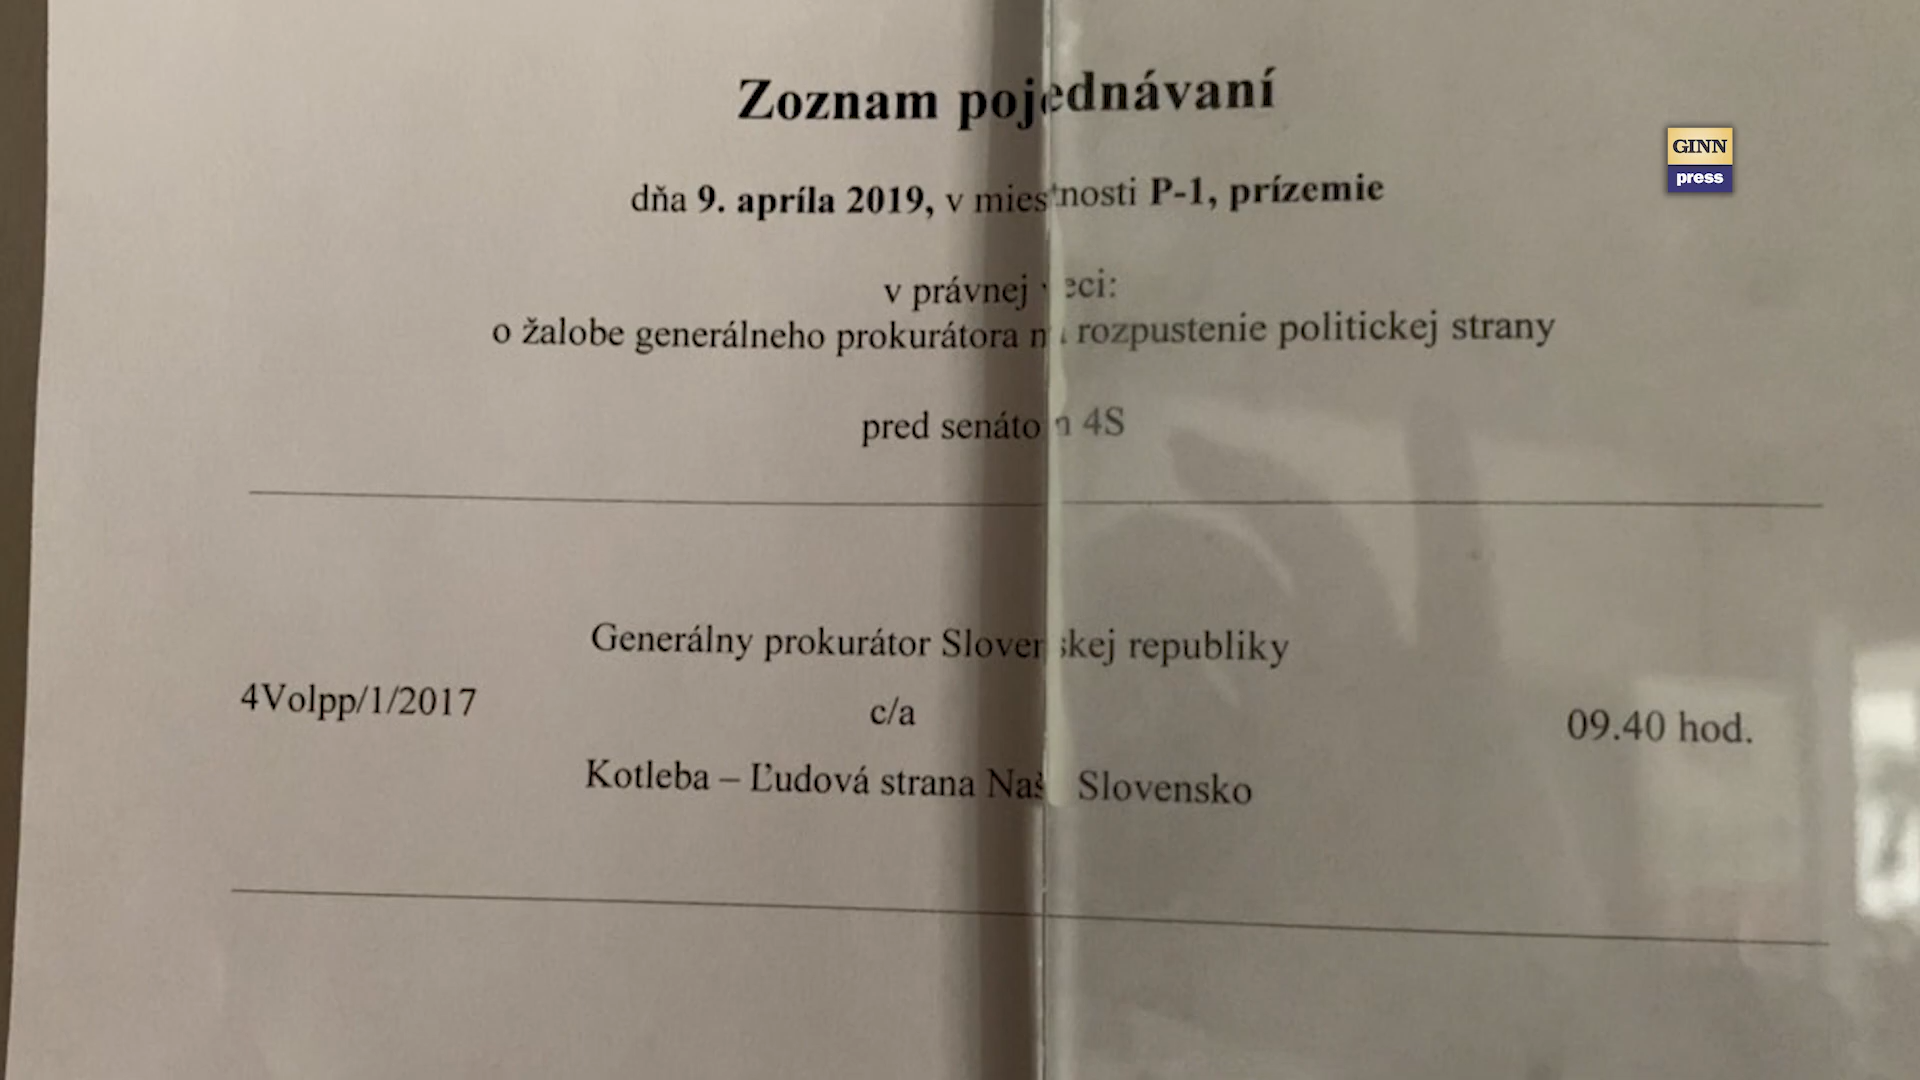 Zoznam pojednávaní
GINN
press
dňa 9. apríla 2019, v miestnosti P-1, prízemie
v právnej veci:
o žalobe generálneho prokurátora na rozpustenie politickej strany
pred senátom 4S
Generálny prokurátor Slovenskej republiky
4Volpp/1/2017
c/a
09.40 hod.
Kotleba – Ľudová strana Naše Slovensko